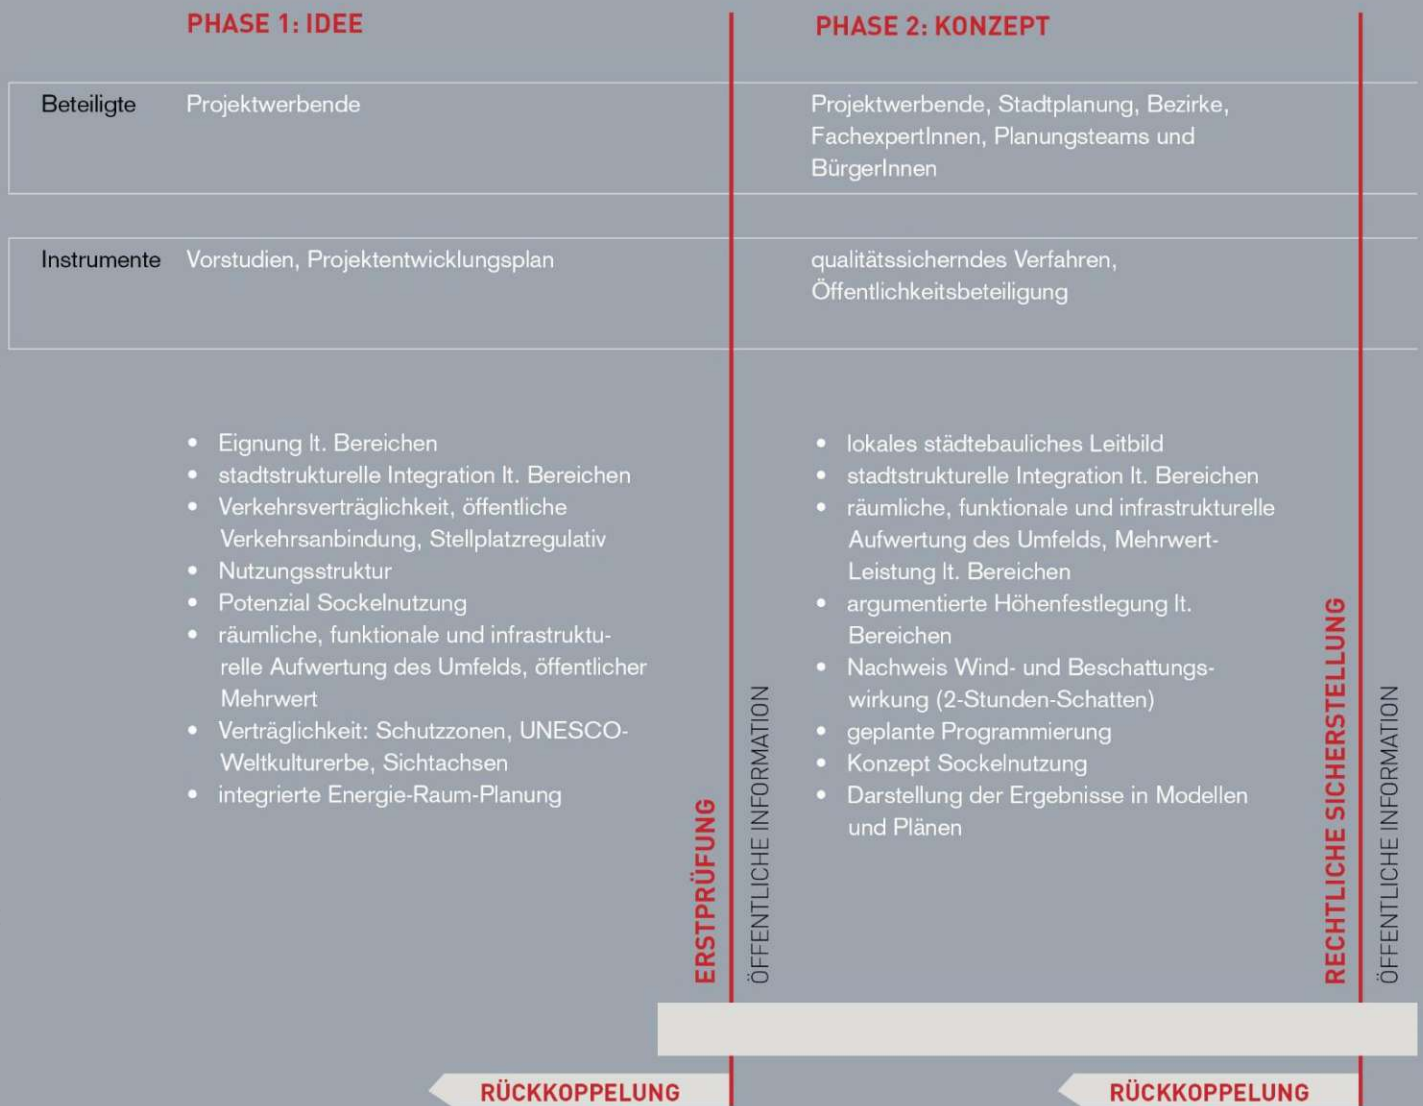 PHASE 1: IDEE
Beteiligte
Projektwerbende
Instrumente
Vorstudien, Projektentwicklungsplan
• Eignung lt. Bereichen
• stadtstrukturelle Integration lt. Bereichen
• Verkehrsverträglichkeit, öffentliche
Verkehrsanbindung, Stellplatzregulativ
• Nutzungsstruktur
• Potenzial Sockelnutzung
• räumliche, funktionale und infrastruktu-
relle Aufwertung des Umfelds, öffentlicher
Mehrwert
• Verträglichkeit: Schutzzonen, UNESCO-
Weltkulturerbe, Sichtachsen
• integrierte Energie-Raum-Planung
ERSTPRÜFUNG
ÖFFENTLICHE INFORMATION
RÜCKKOPPELUNG
PHASE 2: KONZEPT
Projektwerbende, Stadtplanung, Bezirke,
FachexpertInnen, Planungsteams und
BürgerInnen
qualitätssicherndes Verfahren,
Öffentlichkeitsbeteiligung
• lokales städtebauliches Leitbild
• stadtstrukturelle Integration lt. Bereichen
• räumliche, funktionale und infrastrukturelle
Aufwertung des Umfelds, Mehrwert-
Leistung lt. Bereichen
• argumentierte Höhenfestlegung lt.
Bereichen
• Nachweis Wind- und Beschattungs-
wirkung (2-Stunden-Schatten)
• geplante Programmierung
• Konzept Sockelnutzung
• Darstellung der Ergebnisse in Modellen
und Plänen
RECHTLICHE SICHERSTELLUNG
ÖFFENTLICHE INFORMATION
RÜCKKOPPELUNG